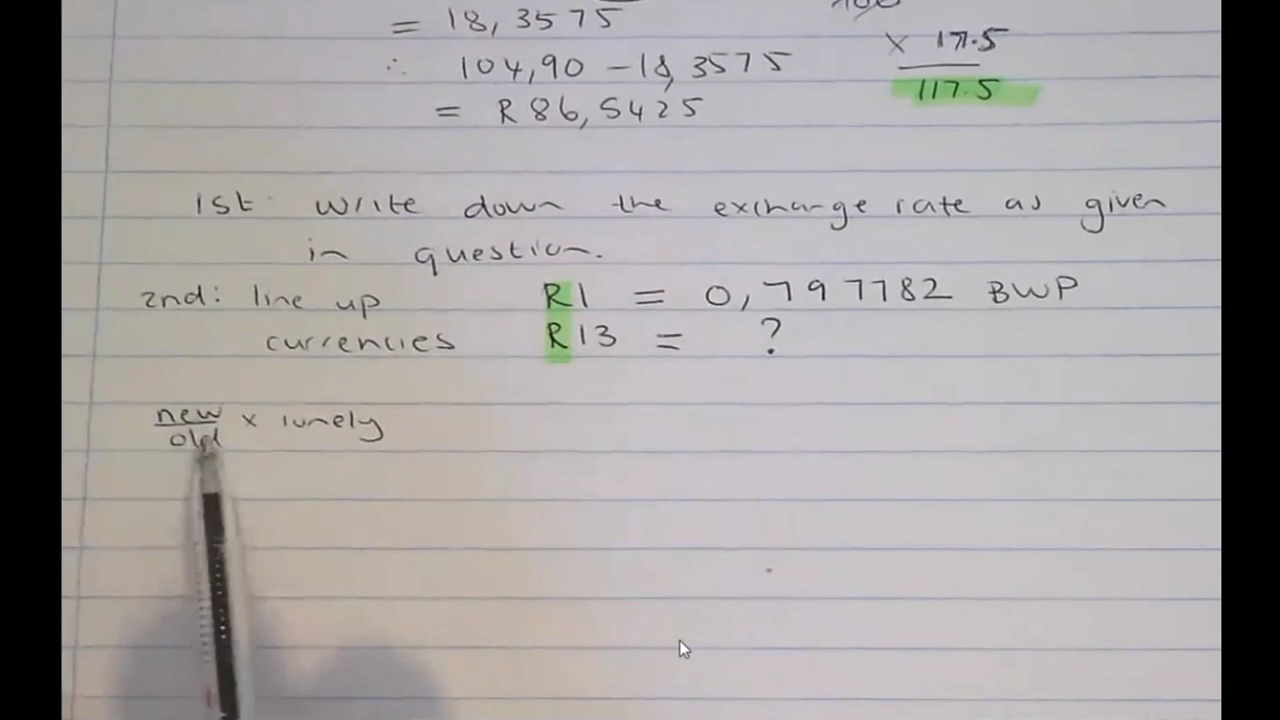 = 18,3575
× 17.5
∴ 104,90 - 18,3575
117.5
= R86,5425
1st write down the exchange rate as given
in question.
2nd: line up R1 = 0,797782 BWP
currencies R13 = ?
new
old × lonely